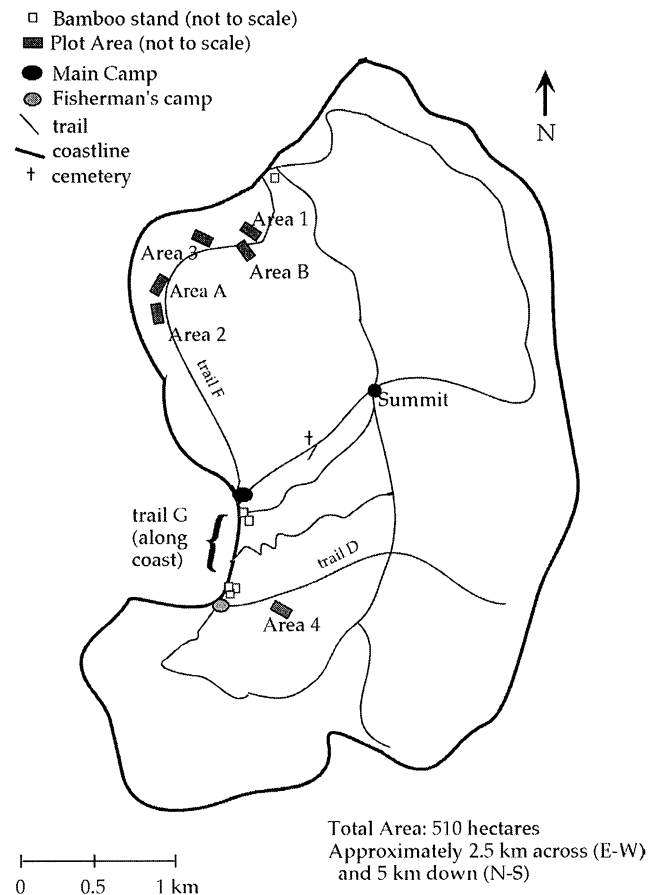 Bamboo stand (not to scale)
Plot Area (not to scale)
Main Camp
Fisherman's camp
trail
coastline
cemetery
N
Area 1
Area 3
Area B
Area A
Area 2
trail F
Summit
trail G
(along
coast)
trail D
Area 4
Total Area: 510 hectares
Approximately 2.5 km across (E-W)
and 5 km down (N-S)
0 0.5 1 km